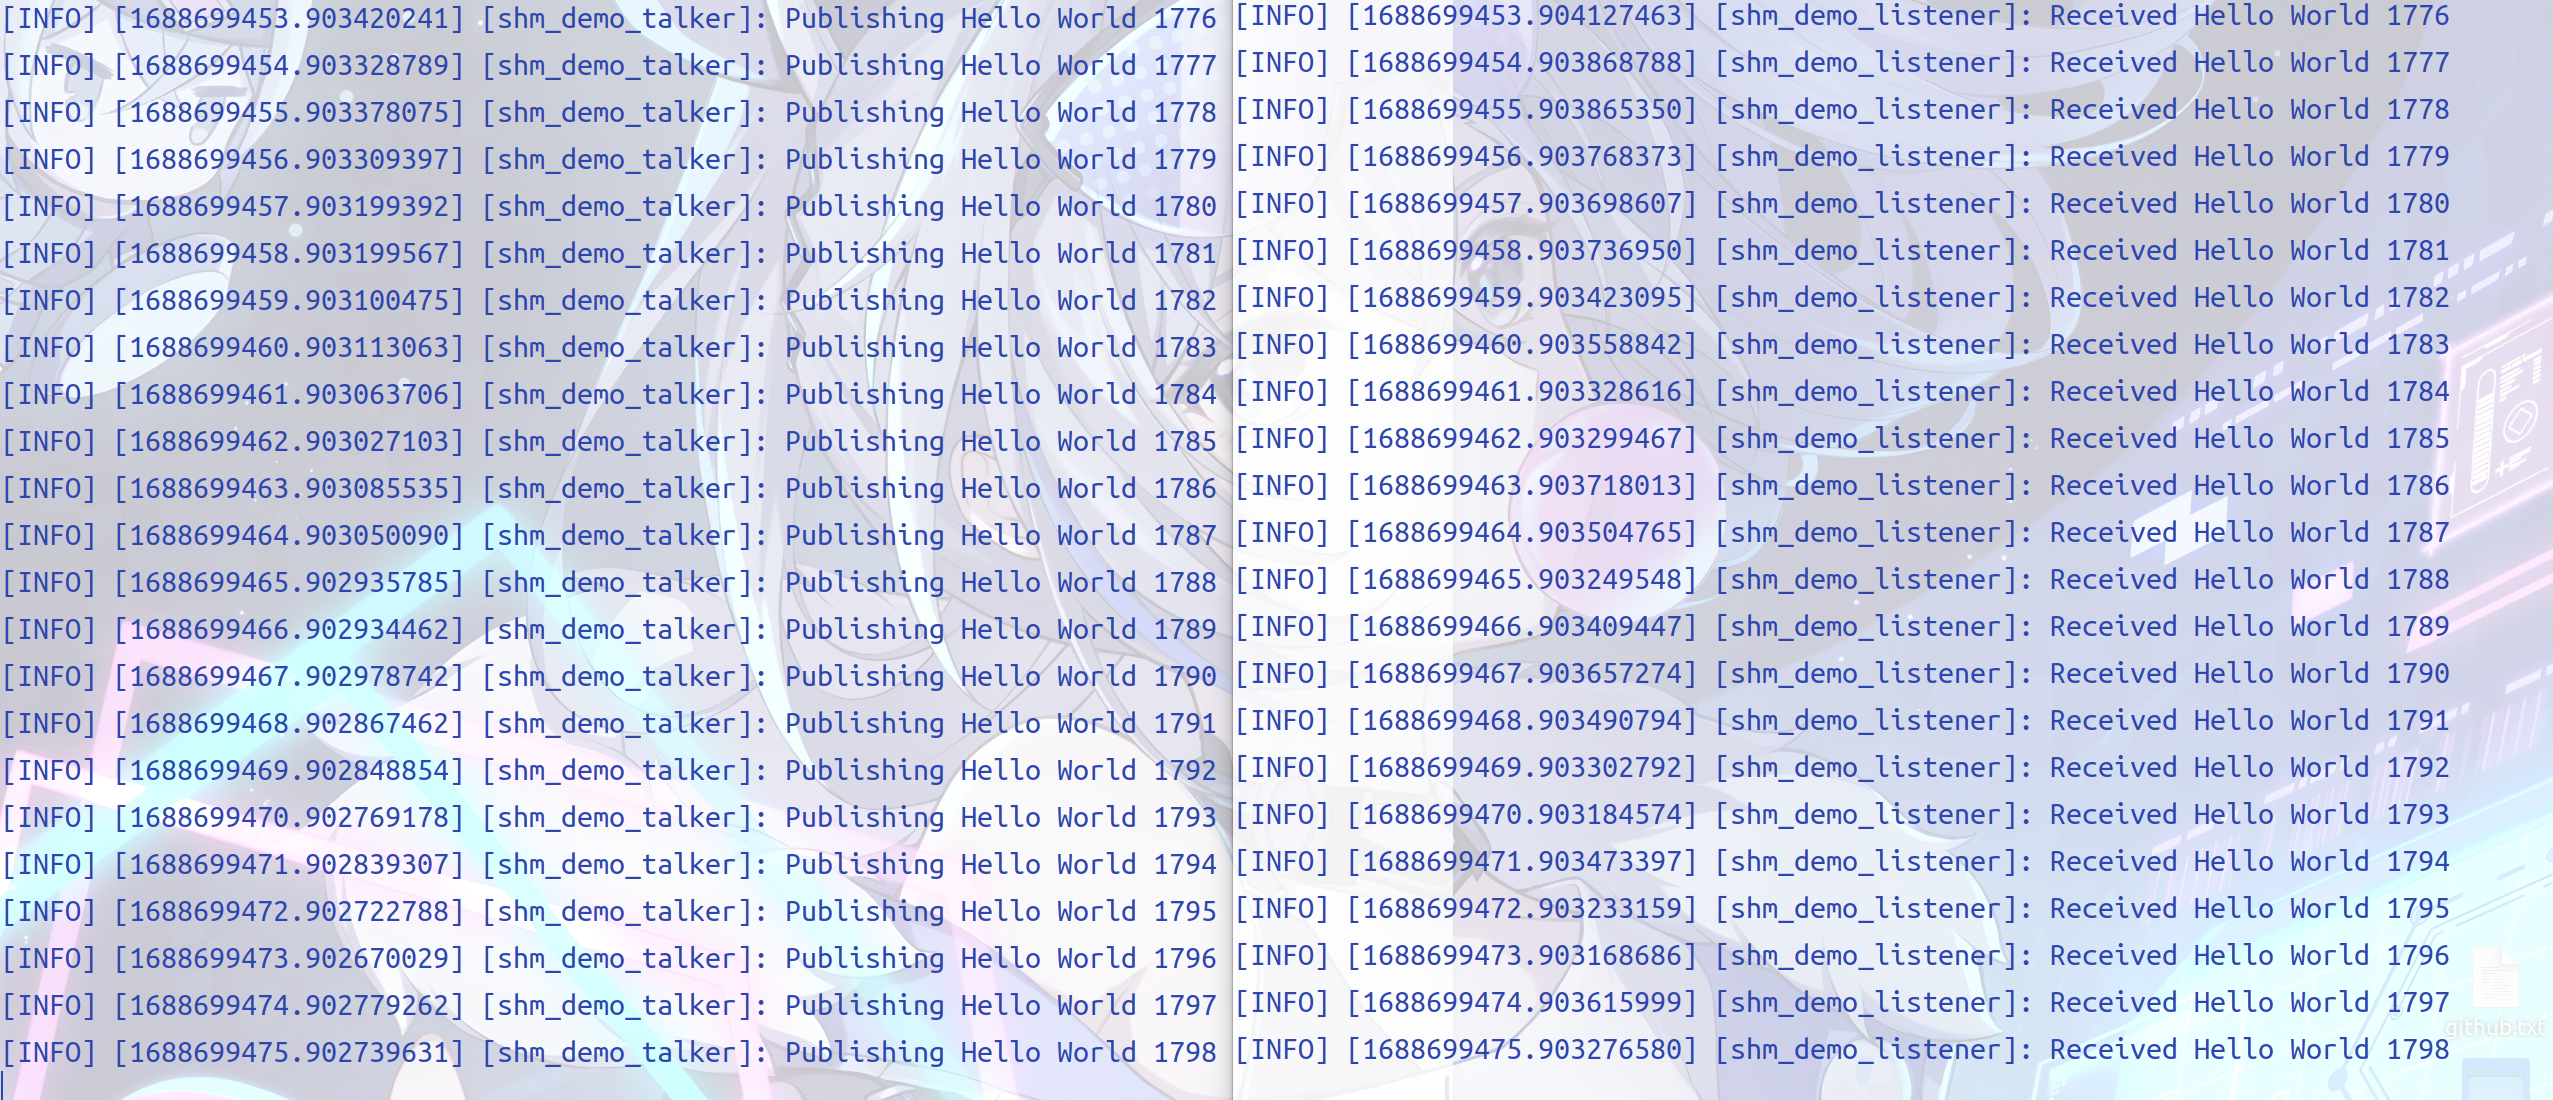 [INFO] [1688699453.903420241] [shm_demo_talker]: Publishing Hello World 1776
[INFO] [1688699454.903328789] [shm_demo_talker]: Publishing Hello World 1777
[INFO] [1688699455.903378075] [shm_demo_talker]: Publishing Hello World 1778
[INFO] [1688699456.903309397] [shm_demo_talker]: Publishing Hello World 1779
[INFO] [1688699457.903199392] [shm_demo_talker]: Publishing Hello World 1780
[INFO] [1688699458.903199567] [shm_demo_talker]: Publishing Hello World 1781
[INFO] [1688699459.903100475] [shm_demo_talker]: Publishing Hello World 1782
[INFO] [1688699460.903113063] [shm_demo_talker]: Publishing Hello World 1783
[INFO] [1688699461.903063706] [shm_demo_talker]: Publishing Hello World 1784
[INFO] [1688699462.903027103] [shm_demo_talker]: Publishing Hello World 1785
[INFO] [1688699463.903085535] [shm_demo_talker]: Publishing Hello World 1786
[INFO] [1688699464.903050090] [shm_demo_talker]: Publishing Hello World 1787
[INFO] [1688699465.902935785] [shm_demo_talker]: Publishing Hello World 1788
[INFO] [1688699466.902934462] [shm_demo_talker]: Publishing Hello World 1789
[INFO] [1688699467.902978742] [shm_demo_talker]: Publishing Hello World 1790
[INFO] [1688699468.902867462] [shm_demo_talker]: Publishing Hello World 1791
[INFO] [1688699469.902848854] [shm_demo_talker]: Publishing Hello World 1792
[INFO] [1688699470.902769178] [shm_demo_talker]: Publishing Hello World 1793
[INFO] [1688699471.902839307] [shm_demo_talker]: Publishing Hello World 1794
[INFO] [1688699472.902722788] [shm_demo_talker]: Publishing Hello World 1795
[INFO] [1688699473.902670029] [shm_demo_talker]: Publishing Hello World 1796
[INFO] [1688699474.902779262] [shm_demo_talker]: Publishing Hello World 1797
[INFO] [1688699475.902739631] [shm_demo_talker]: Publishing Hello World 1798
[INFO] [1688699453.904127463] [shm_demo_listener]: Received Hello World 1776
[INFO] [1688699454.903868788] [shm_demo_listener]: Received Hello World 1777
[INFO] [1688699455.903865350] [shm_demo_listener]: Received Hello World 1778
[INFO] [1688699456.903768373] [shm_demo_listener]: Received Hello World 1779
[INFO] [1688699457.903698607] [shm_demo_listener]: Received Hello World 1780
[INFO] [1688699458.903736950] [shm_demo_listener]: Received Hello World 1781
[INFO] [1688699459.903423095] [shm_demo_listener]: Received Hello World 1782
[INFO] [1688699460.903558842] [shm_demo_listener]: Received Hello World 1783
[INFO] [1688699461.903328616] [shm_demo_listener]: Received Hello World 1784
[INFO] [1688699462.903299467] [shm_demo_listener]: Received Hello World 1785
[INFO] [1688699463.903718013] [shm_demo_listener]: Received Hello World 1786
[INFO] [1688699464.903504765] [shm_demo_listener]: Received Hello World 1787
[INFO] [1688699465.903249548] [shm_demo_listener]: Received Hello World 1788
[INFO] [1688699466.903409447] [shm_demo_listener]: Received Hello World 1789
[INFO] [1688699467.903657274] [shm_demo_listener]: Received Hello World 1790
[INFO] [1688699468.903490794] [shm_demo_listener]: Received Hello World 1791
[INFO] [1688699469.903302792] [shm_demo_listener]: Received Hello World 1792
[INFO] [1688699470.903184574] [shm_demo_listener]: Received Hello World 1793
[INFO] [1688699471.903473397] [shm_demo_listener]: Received Hello World 1794
[INFO] [1688699472.903233159] [shm_demo_listener]: Received Hello World 1795
[INFO] [1688699473.903168686] [shm_demo_listener]: Received Hello World 1796
[INFO] [1688699474.903615999] [shm_demo_listener]: Received Hello World 1797
[INFO] [1688699475.903276580] [shm_demo_listener]: Received Hello World 1798
github.txt